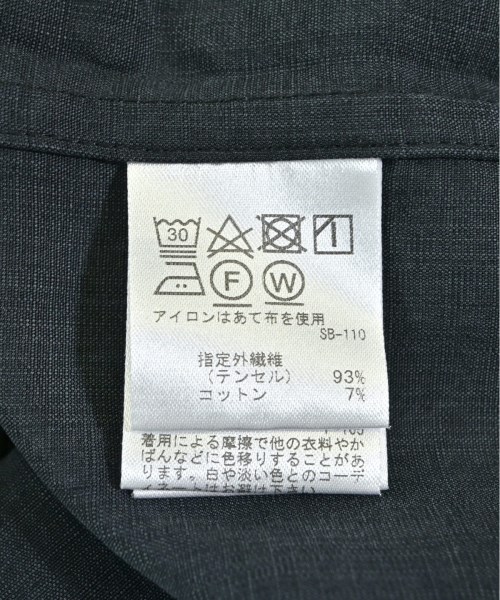 30
F W
アイロンはあて布を使用
SB-110
指定外繊維
(テンセル) 93%
コットン 7%
着用による摩擦で他の衣料やか
ばんなどに色移りすることがあ
ります。白や淡い色とのコーデ